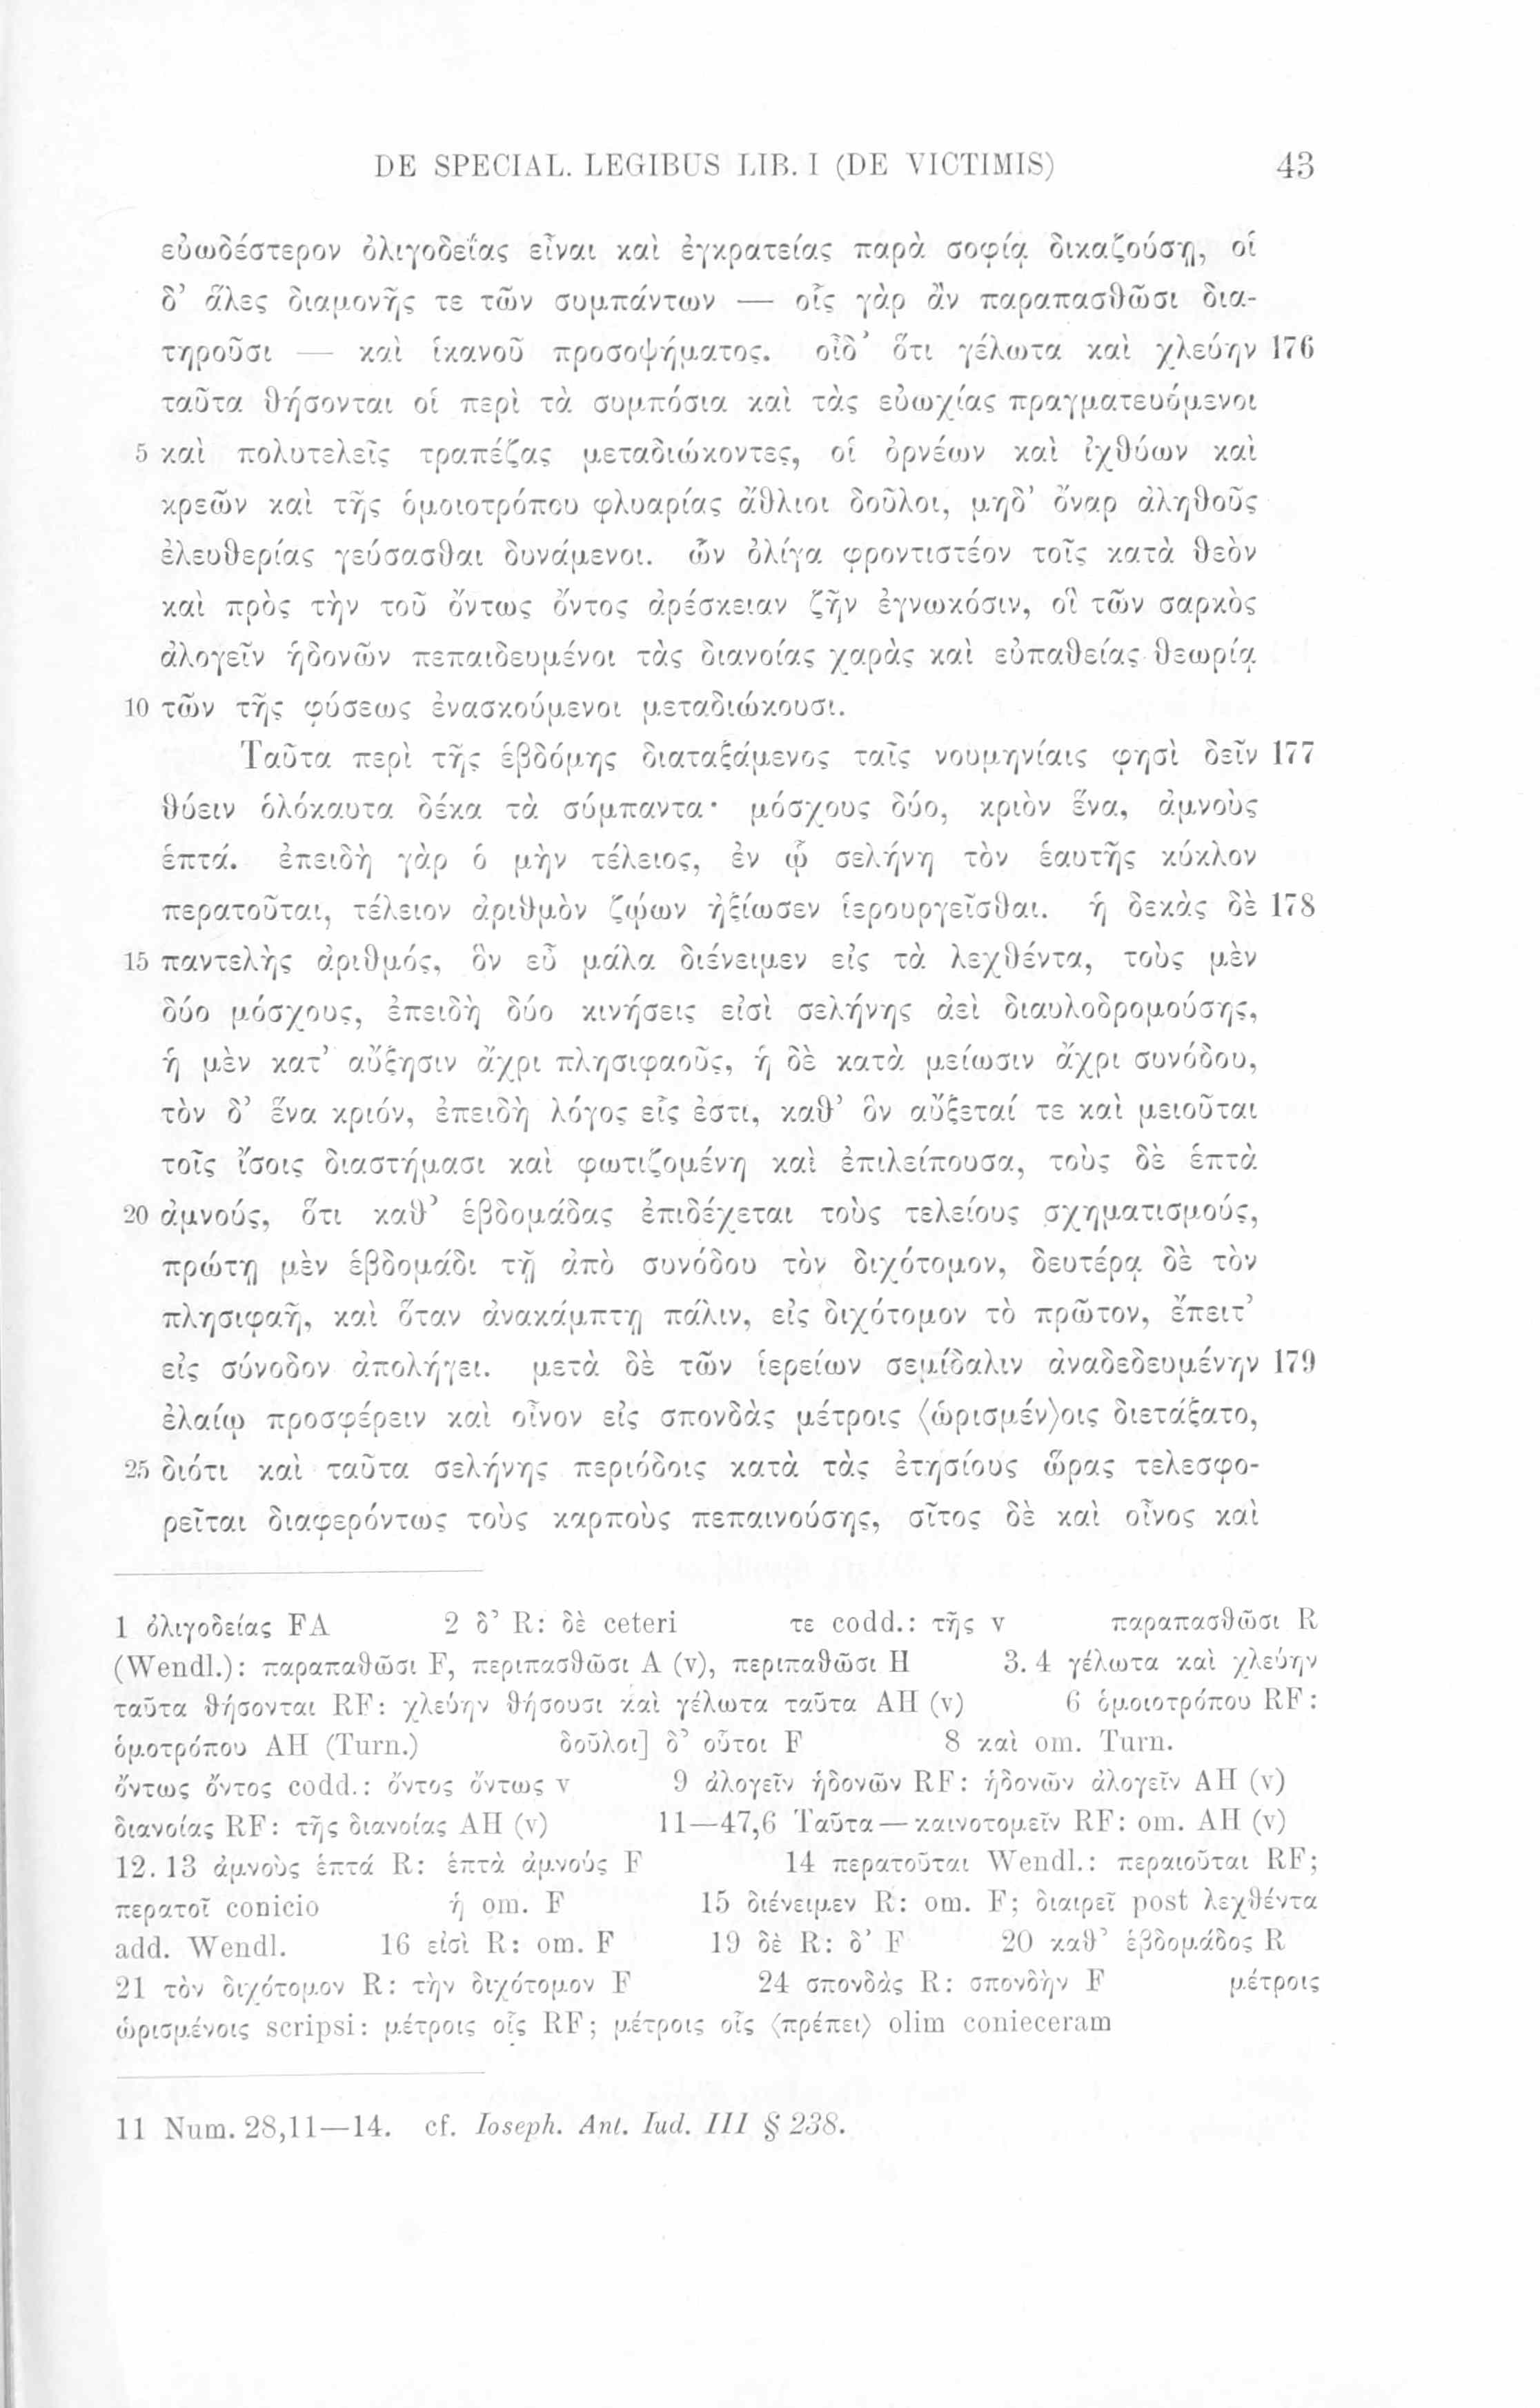 DE SPECIAL. LEGIBUS LIB. I (DE VICTIMIS) 43
εὐωδέστερον ὀλιγοδεΐας εἶναι καὶ ἐγκρατείας παρὰ σοφίᾳ δικαζούσῃ, οἱ
δ’ ἅλες διαμονῆς τε τῶν συμπάντων — οἷς γὰρ ἂν παραπασθῶσι δια-
τηροῦσι — καὶ ἱκανοῦ προσοψήματος. οἶδ’ ὅτι γέλωτα καὶ χλεύην 176
ταῦτα θήσονται οἱ περὶ τὰ συμπόσια καὶ τὰς εὐωχίας πραγματευόμενοι
5 καὶ πολυτελεῖς τραπέζας μεταδιώκοντες, οἱ ὀρνέων καὶ ἰχθύων καὶ
κρεῶν καὶ τῆς ὁμοιοτρόπου φλυαρίας ἄθλιοι δοῦλοι, μηδ’ ὄναρ ἀληθοῦς
ἐλευθερίας γεύσασθαι δυνάμενοι. ὧν ὀλίγα φροντιστέον τοῖς κατὰ θεὸν
καὶ πρὸς τὴν τοῦ ὄντως ὄντος ἀρέσκειαν ζῆν ἐγνωκόσιν, οἳ τῶν σαρκὸς
ἀλογεῖν ἡδονῶν πεπαιδευμένοι τὰς διανοίας χαρὰς καὶ εὐπαθείας θεωρίᾳ
10 τῶν τῆς φύσεως ἐνασκούμενοι μεταδιώκουσι.
Ταῦτα περὶ τῆς ἑβδόμης διαταξάμενος ταῖς νουμηνίαις φησὶ δεῖν 177
θύειν ὁλόκαυτα δέκα τὰ σύμπαντα· μόσχους δύο, κριὸν ἕνα, ἀμνοὺς
ἑπτά. ἐπειδὴ γὰρ ὁ μὴν τέλειος, ἐν ᾧ σελήνη τὸν ἑαυτῆς κύκλον
περατοῦται, τέλειον ἀριθμὸν ζῴων ἠξίωσεν ἱερουργεῖσθαι. ἡ δεκὰς δὲ 178
15 παντελὴς ἀριθμός, ὃν εὖ μάλα διένειμεν εἰς τὰ λεχθέντα, τοὺς μὲν
δύο μόσχους, ἐπειδὴ δύο κινήσεις εἰσὶ σελήνης ἀεὶ διαυλοδρομούσης,
ἡ μὲν κατ’ αὔξησιν ἄχρι πλησιφαοῦς, ἡ δὲ κατὰ μείωσιν ἄχρι συνόδου,
τὸν δ’ ἕνα κριόν, ἐπειδὴ λόγος εἷς ἐστι, καθ’ ὃν αὔξεταί τε καὶ μειοῦται
τοῖς ἴσοις διαστήμασι καὶ φωτιζομένη καὶ ἐπιλείπουσα, τοὺς δὲ ἑπτὰ
20 ἀμνούς, ὅτι καθ’ ἑβδομάδας ἐπιδέχεται τοὺς τελείους σχηματισμούς,
πρώτῃ μὲν ἑβδομάδι τῇ ἀπὸ συνόδου τὸν διχότομον, δευτέρᾳ δὲ τὸν
πλησιφαῆ, καὶ ὅταν ἀνακάμπτῃ πάλιν, εἰς διχότομον τὸ πρῶτον, ἔπειτ’
εἰς σύνοδον ἀπολήγει. μετὰ δὲ τῶν ἱερείων σεμίδαλιν ἀναδεδευμένην 179
ἐλαίῳ προσφέρειν καὶ οἶνον εἰς σπονδὰς μέτροις ⟨ὡρισμέν⟩οις διετάξατο,
25 διότι καὶ ταῦτα σελήνης περιόδοις κατὰ τὰς ἐτησίους ὥρας τελεσφο-
ρεῖται διαφερόντως τοὺς καρποὺς πεπαινούσης, σῖτος δὲ καὶ οἶνος καὶ
1 ὀλιγοδείας FA 2 δ’ R: δὲ ceteri τε codd.: τῆς v παραπασθῶσι R
(Wendl.): παραπαθῶσι F, περιπασθῶσι A (v), περιπαθῶσι H 3. 4 γέλωτα καὶ χλεύην
ταῦτα θήσονται RF: χλεύην θήσουσι καὶ γέλωτα ταῦτα AH (v) 6 ὁμοιοτρόπου RF:
ὁμοτρόπου AH (Turn.) δοῦλοι] δ’ οὗτοι F 8 καὶ om. Turn.
ὄντως ὄντος codd.: ὄντος ὄντως v 9 ἀλογεῖν ἡδονῶν RF: ἡδονῶν ἀλογεῖν AH (v)
διανοίας RF: τῆς διανοίας AH (v) 11—47,6 Ταῦτα — καινοτομεῖν RF: om. AH (v)
12. 13 ἀμνοὺς ἑπτά R: ἑπτὰ ἀμνούς F 14 περατοῦται Wendl.: περαιοῦται RF;
περατοῖ conicio ἡ om. F 15 διένειμεν R: om. F; διαιρεῖ post λεχθέντα
add. Wendl. 16 εἰσὶ R: om. F 19 δὲ R: δ’ F 20 καθ’ ἑβδομάδος R
21 τὸν διχότομον R: τὴν διχότομον F 24 σπονδὰς R: σπονδὴν F μέτροις
ὡρισμένοις scripsi: μέτροις οἷς RF; μέτροις οἷς ⟨πρέπει⟩ olim conieceram
11 Num. 28,11—14. cf. Ioseph. Ant. Iud. III § 238.